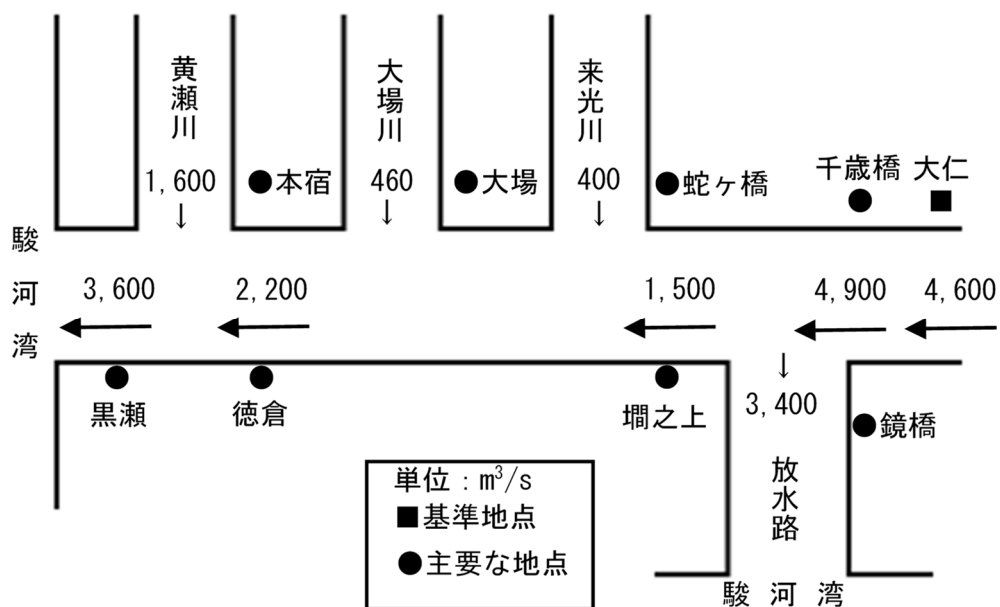 黄瀬川
大場川
来光川
1,600
●本宿
460
●大場
400
●蛇ヶ橋
千歳橋
大仁
↓
↓
↓
●
■
駿河湾
3,600
2,200
1,500
4,900
4,600
黒瀬
徳倉
墹之上
↓
3,400
●鏡橋
放水路
単位:m³/s
■基準地点
●主要な地点
駿河湾